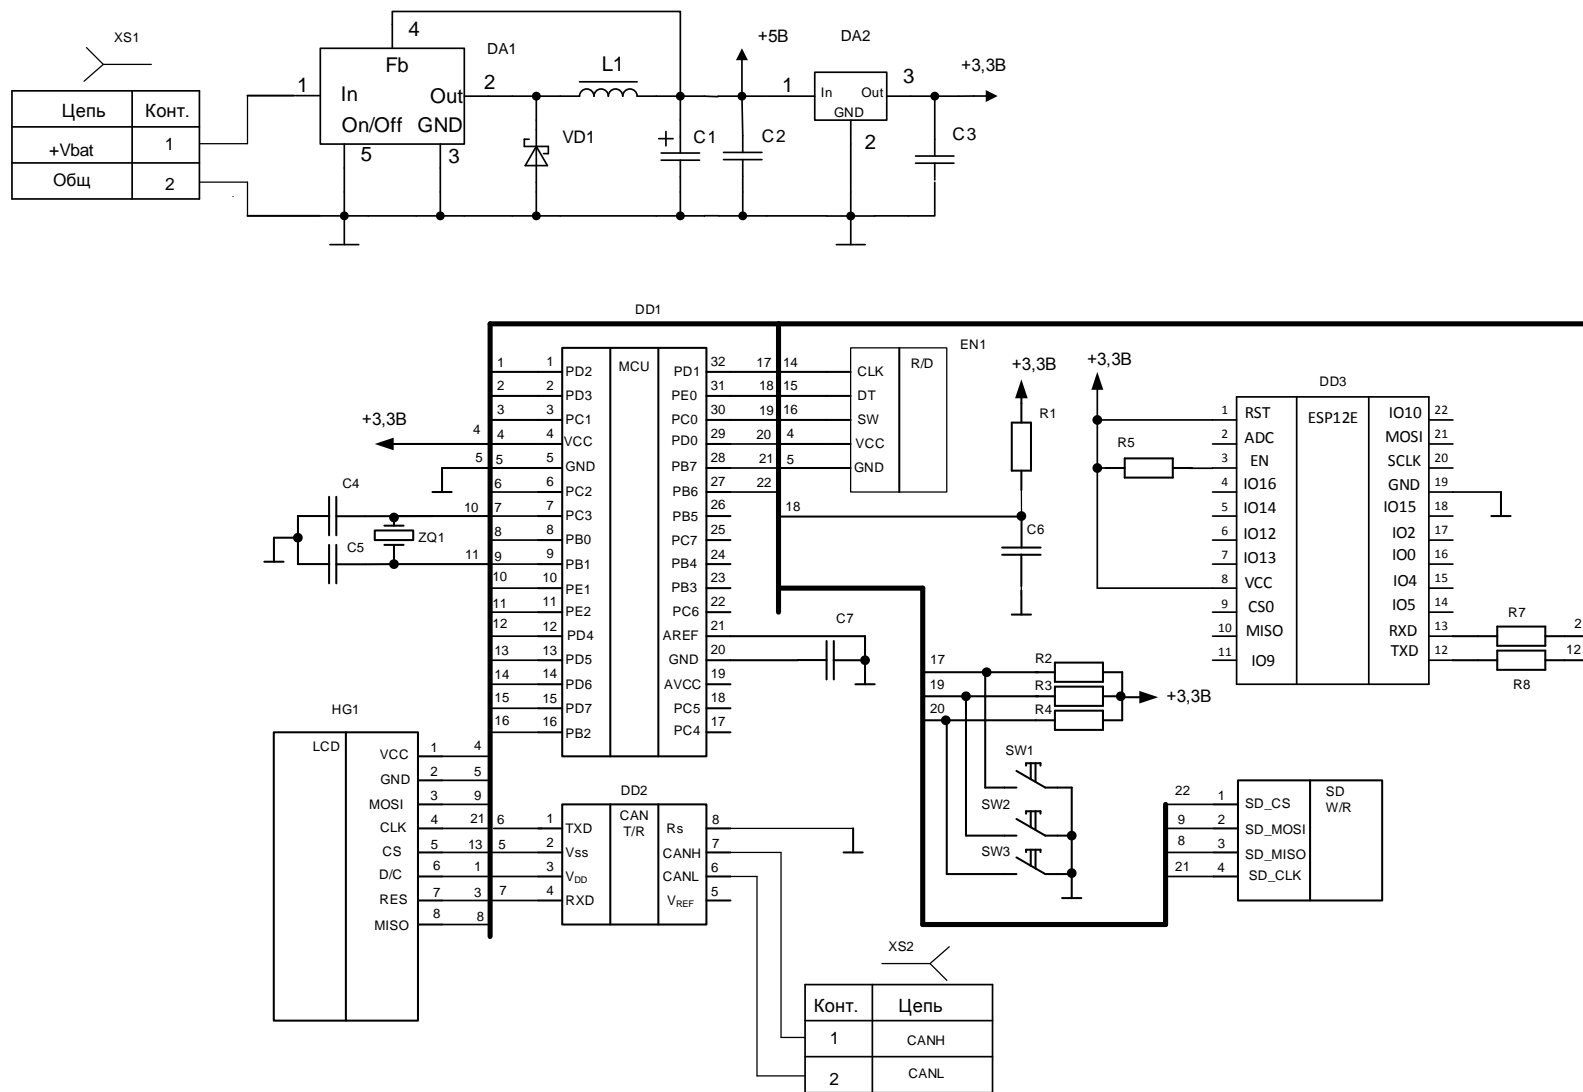 XS1
Цепь Конт.
+Vbat 1
Общ 2
1
4
Fb
In
Out
On/Off GND
5
3
DA1
2
L1
VD1
+
C1
C2
+5В
DA2
1
In Out
GND
2
3
+3,3В
C3
DD1
MCU
1 1 PD2
2 2 PD3
3 3 PC1
+3,3В
4 4 4 VCC
5 5 5 GND
6 6 PC2
10 7 7 PC3
8 8 PB0
11 9 9 PB1
10 10 PE1
11 11 PE2
12 12 PD4
13 13 PD5
14 14 PD6
15 15 PD7
16 16 PB2
C4
C5
ZQ1
PD1 32 17
PE0 31 18
PC0 30 19
PD0 29 20
PB7 28 21
PB6 27 22
PB5 26
PC7 25
PB4 24
PB3 23
PC6 22
AREF 21
GND 20
AVCC 19
PC5 18
PC4 17
C7
EN1
R/D
14 CLK
15 DT
16 SW
4 VCC
5 GND
+3,3В
R1
18
C6
+3,3В
R5
DD3
ESP12E
1 RST
2 ADC
3 EN
4 IO16
5 IO14
6 IO12
7 IO13
8 VCC
9 CS0
10 MISO
11 IO9
IO10 22
MOSI 21
SCLK 20
GND 19
IO15 18
IO2 17
IO0 16
IO4 15
IO5 14
RXD 13
TXD 12
R7
2
12
R8
17 R2
19 R3
20 R4
+3,3В
SW1
SW2
SW3
HG1
LCD
VCC 1 4
GND 2 5
MOSI 3 9
CLK 4 21
CS 5 13
D/C 6 1
RES 7 3
MISO 8 8
DD2
CAN
T/R
6 1 TXD
5 2 Vss
3 VDD
7 4 RXD
Rs 8
CANH 7
CANL 6
VREF 5
SD
W/R
22 1 SD_CS
9 2 SD_MOSI
8 3 SD_MISO
21 4 SD_CLK
XS2
Конт. Цепь
1 CANH
2 CANL